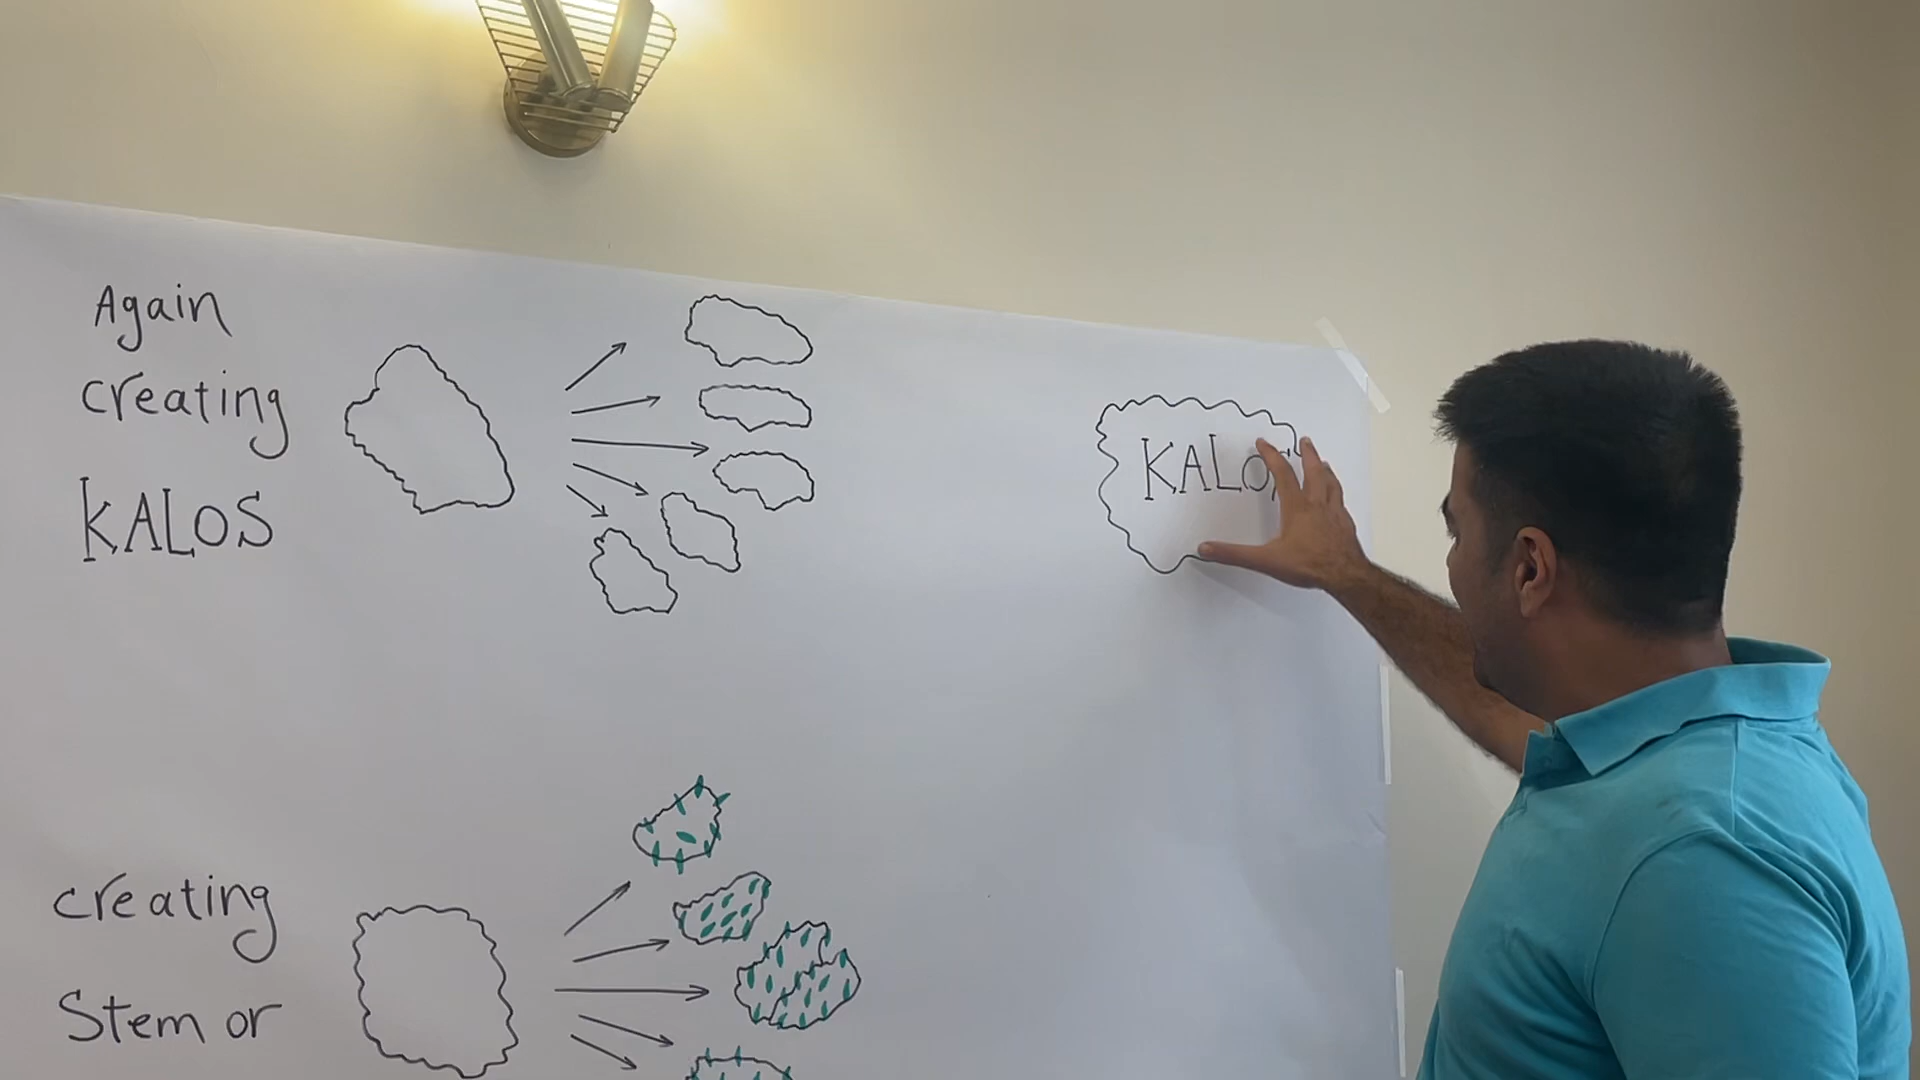 Again
creating
KALOS
KALOS
creating
Stem or